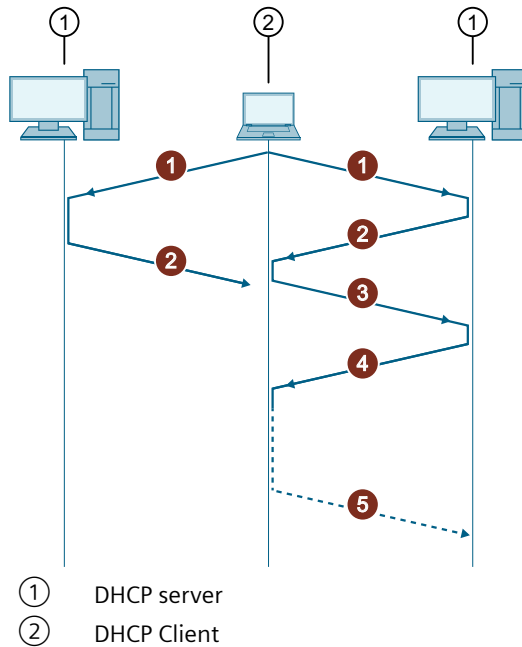 ① ② ①
1 1
2
2
3
4
5
① DHCP server
② DHCP Client